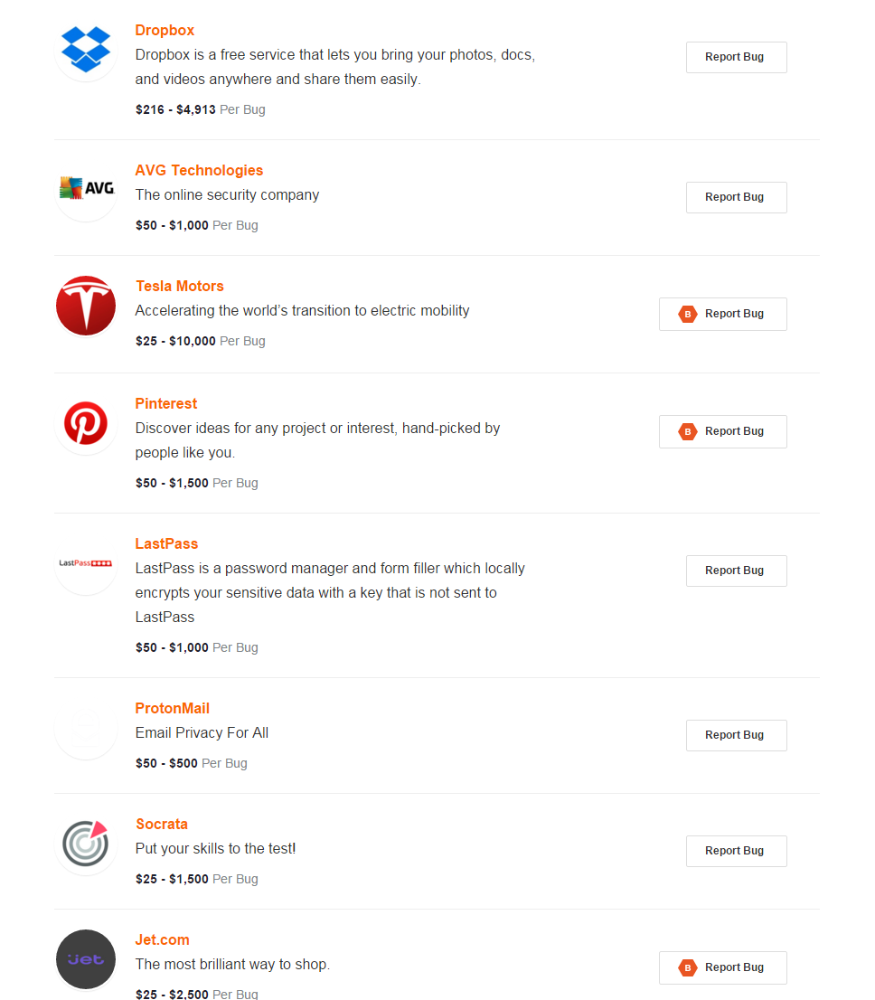 Dropbox
Dropbox is a free service that lets you bring your photos, docs,
and videos anywhere and share them easily.
$216 - $4,913 Per Bug
Report Bug
AVG
AVG Technologies
The online security company
$50 - $1,000 Per Bug
Report Bug
Tesla Motors
Accelerating the world’s transition to electric mobility
$25 - $10,000 Per Bug
B Report Bug
Pinterest
Discover ideas for any project or interest, hand-picked by
people like you.
$50 - $1,500 Per Bug
B Report Bug
LastPass
LastPass
LastPass is a password manager and form filler which locally
encrypts your sensitive data with a key that is not sent to
LastPass
$50 - $1,000 Per Bug
Report Bug
ProtonMail
Email Privacy For All
$50 - $500 Per Bug
Report Bug
Socrata
Put your skills to the test!
$25 - $1,500 Per Bug
Report Bug
jet
Jet.com
The most brilliant way to shop.
$25 - $2,500 Per Bug
B Report Bug